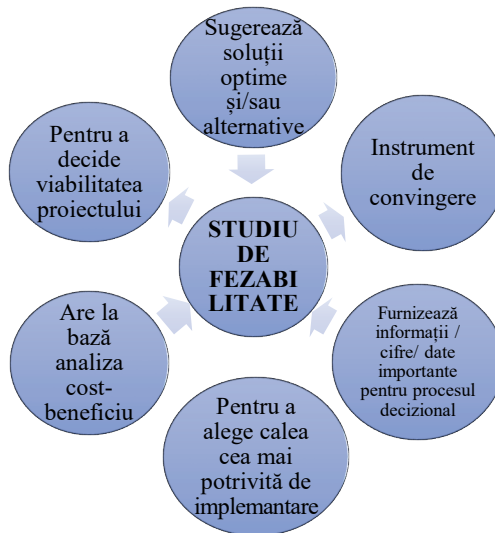 Sugerează
soluții
optime
și/sau
alternative
Pentru a
decide
viabilitatea
proiectului
Instrument
de
convingere
STUDIU
DE
FEZABI
LITATE
Are la
bază
analiza
cost-
beneficiu
Furnizează
informații /
cifre/ date
importante
pentru procesul
decizional
Pentru a
alege calea
cea mai
potrivită de
implemantare